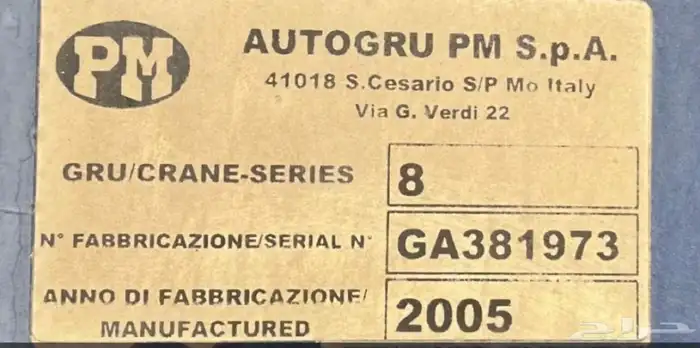 PM
AUTOGRU PM S.p.A.
41018 S.Cesario S/P Mo Italy
Via G. Verdi 22
GRU/CRANE-SERIES 8
N° FABBRICAZIONE/SERIAL N° GA381973
ANNO DI FABBRICAZIONE/
MANUFACTURED 2005
حراج